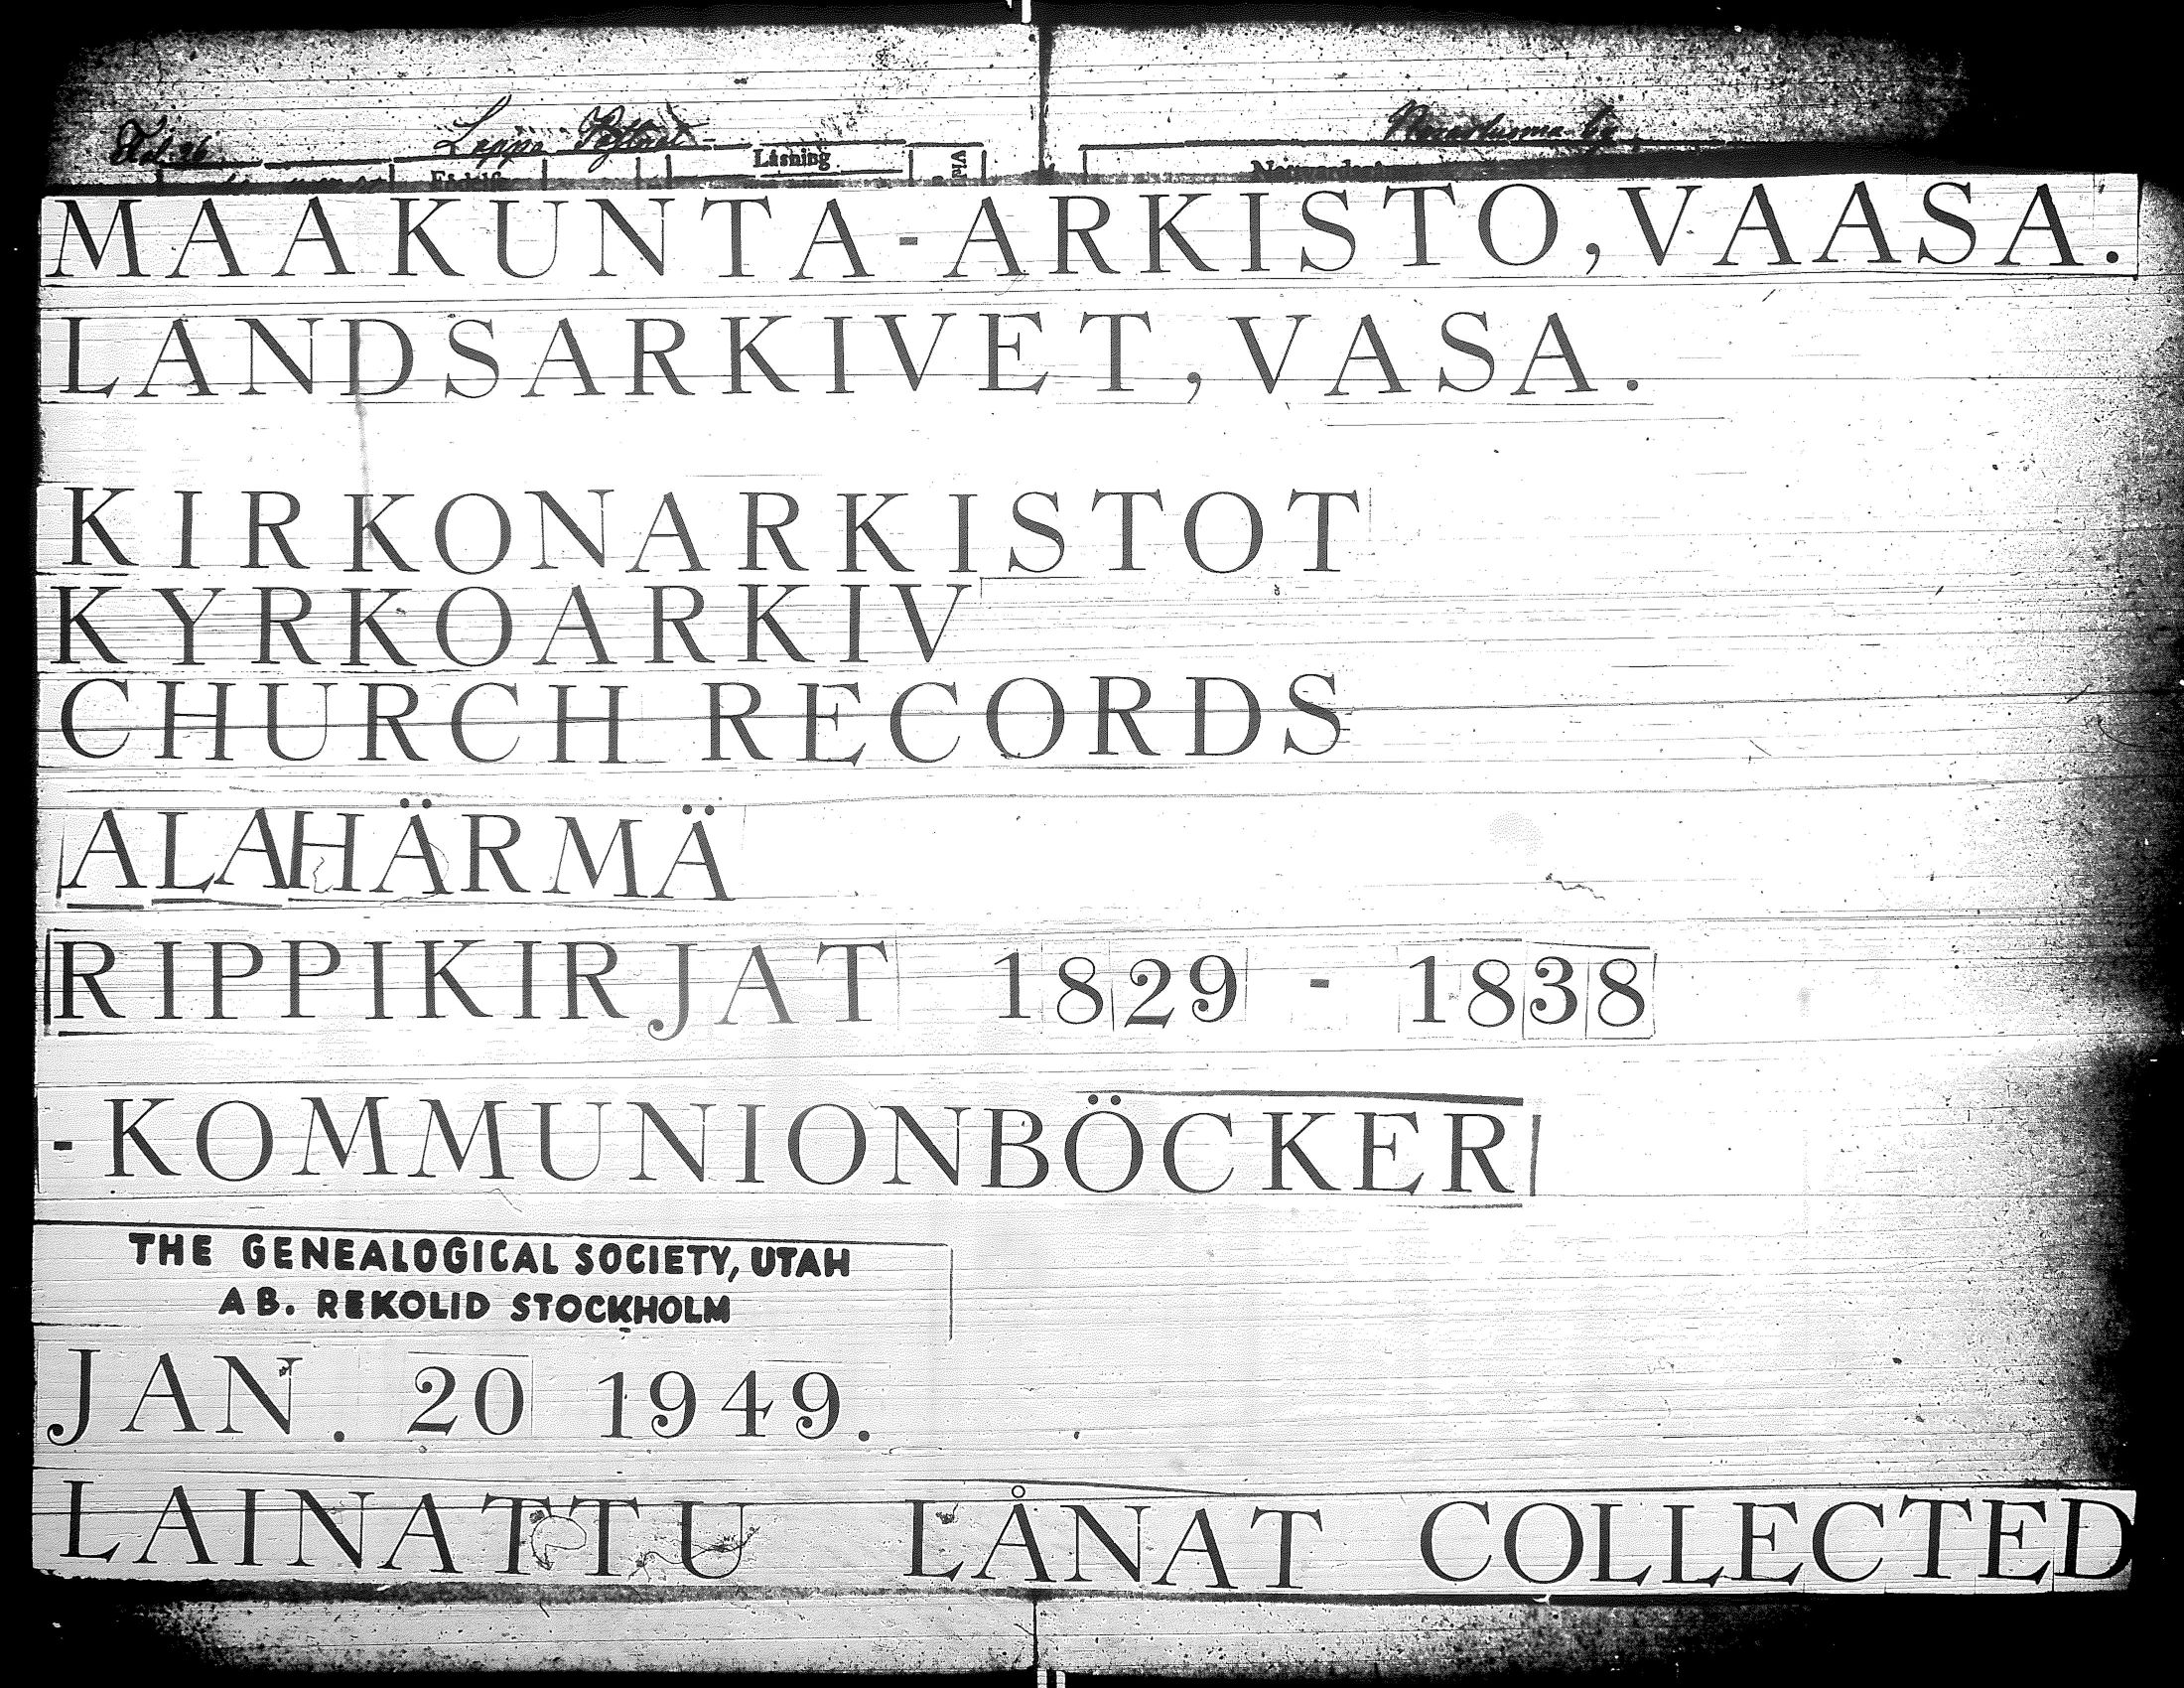 Läsning
MAAKUNTA-ARKISTO, VAASA.
LANDSARKIVET, VASA.
KIRKONARKISTOT
KYRKOARKIV
CHURCH RECORDS
ALAHÄRMÄ
RIPPIKIRJAT 1829 - 1838
-KOMMUNIONBÖCKER
THE GENEALOGICAL SOCIETY, UTAH
AB. REKOLID STOCKHOLM
JAN. 20 1949.
LAINATTU LÅNAT COLLECTED